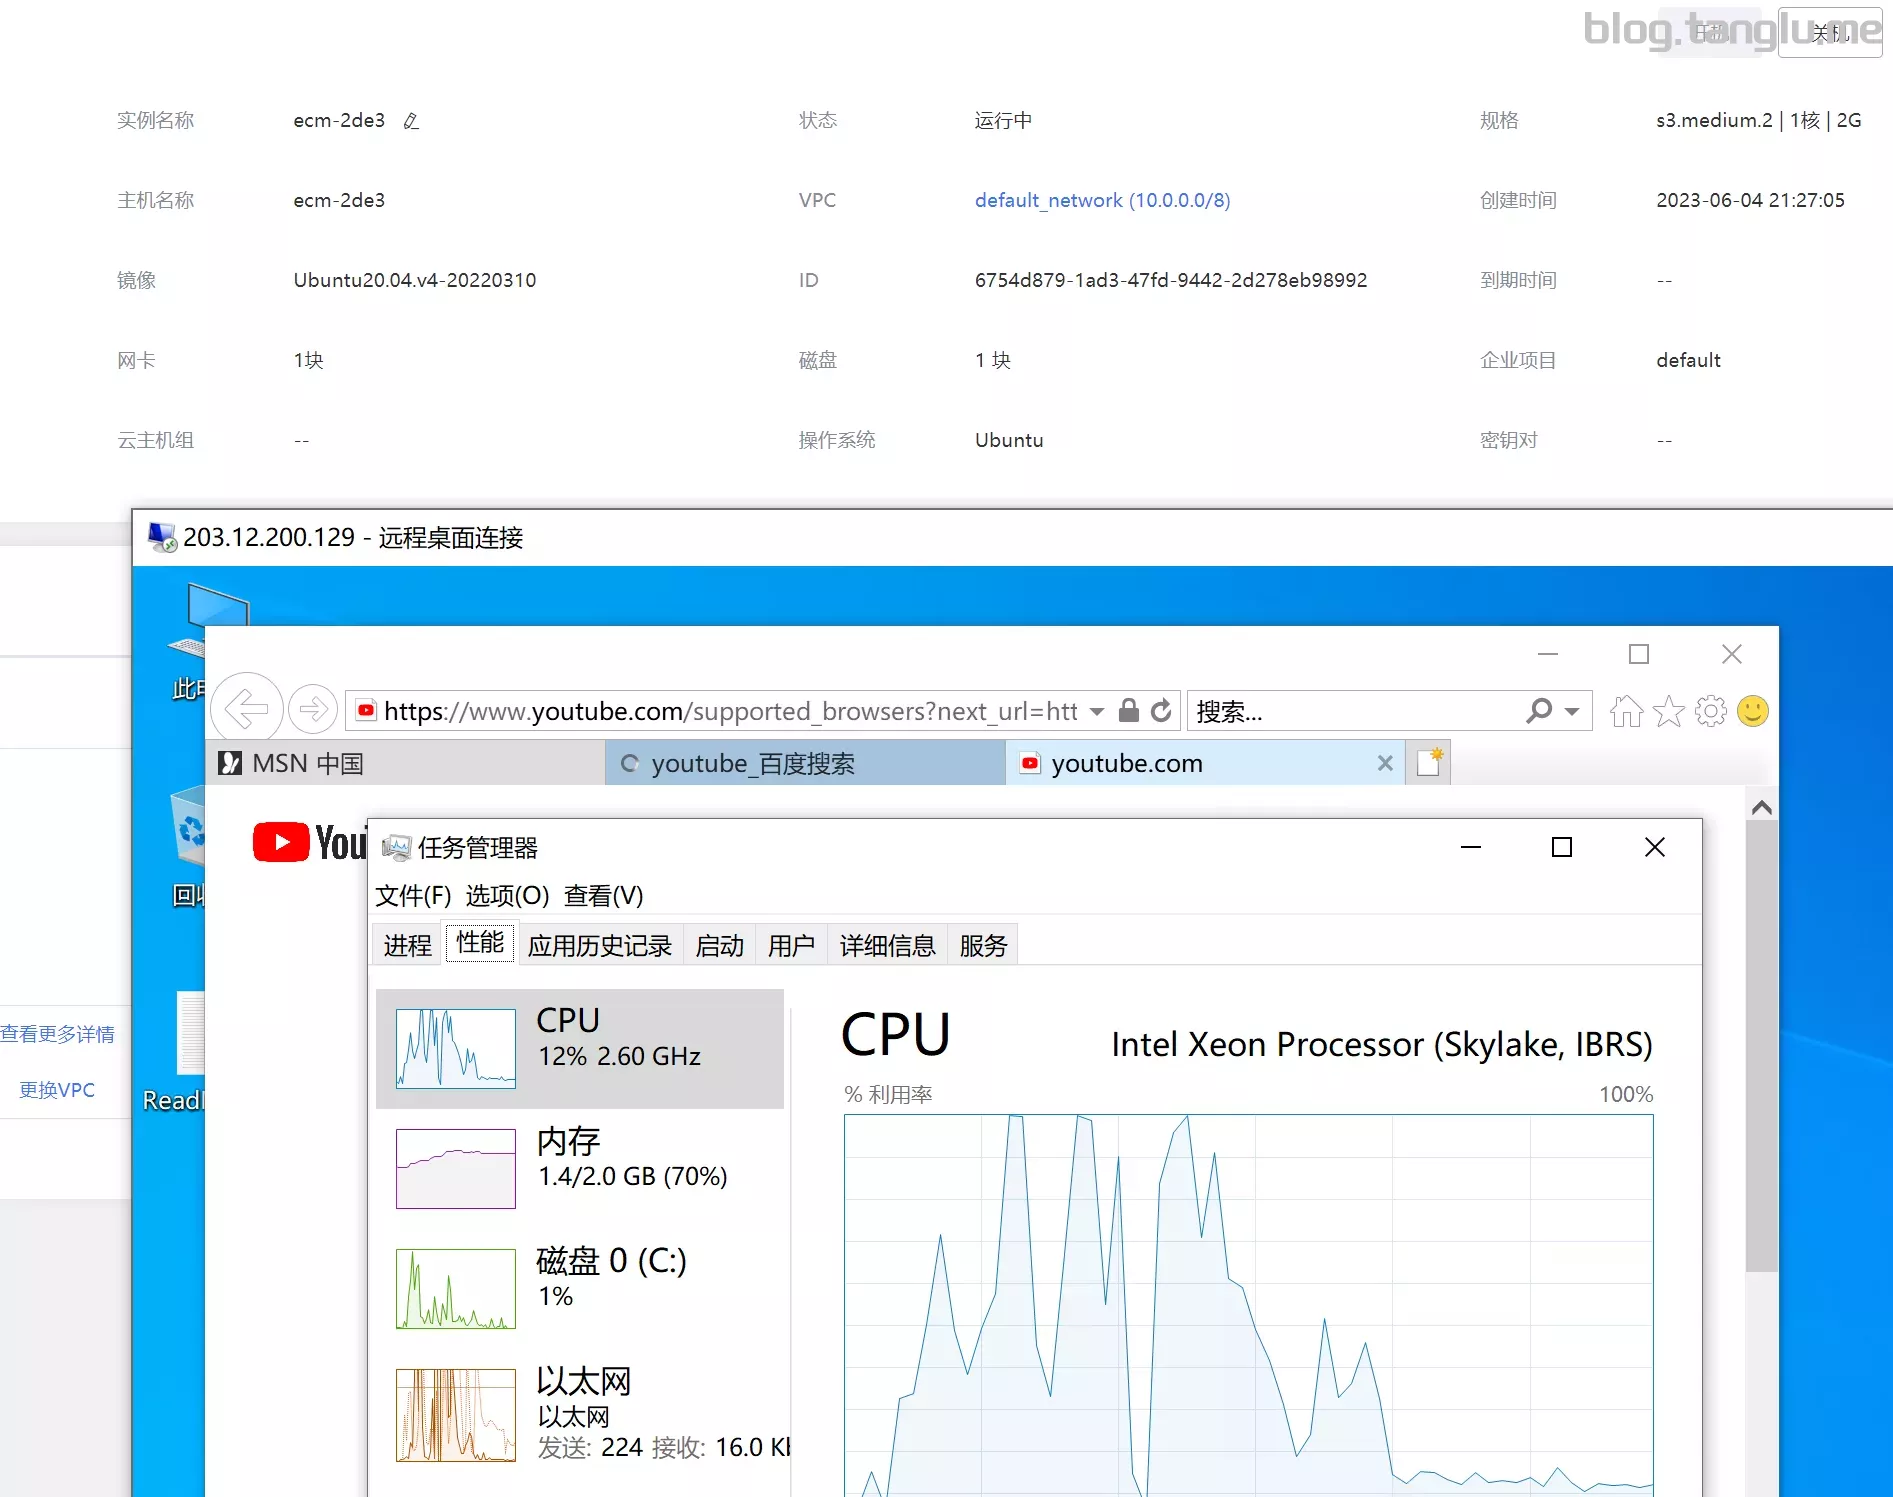 blog.tanglu.me
关机
实例名称 ecm-2de3 状态 运行中 规格 s3.medium.2 | 1核 | 2G
主机名称 ecm-2de3 VPC default_network (10.0.0.0/8) 创建时间 2023-06-04 21:27:05
镜像 Ubuntu20.04.v4-20220310 ID 6754d879-1ad3-47fd-9442-2d278eb98992 到期时间 --
网卡 1块 磁盘 1 块 企业项目 default
云主机组 -- 操作系统 Ubuntu 密钥对 --
203.12.200.129 - 远程桌面连接
此
https://www.youtube.com/supported_browsers?next_url=htt 搜索...
MSN 中国 youtube_百度搜索 youtube.com
You
任务管理器
文件(F) 选项(O) 查看(V)
回收
进程 性能 应用历史记录 启动 用户 详细信息 服务
查看更多详情
更换VPC
Read
CPU
12% 2.60 GHz
内存
1.4/2.0 GB (70%)
磁盘 0 (C:)
1%
以太网
以太网
发送: 224 接收: 16.0 Kb
CPU Intel Xeon Processor (Skylake, IBRS)
% 利用率 100%